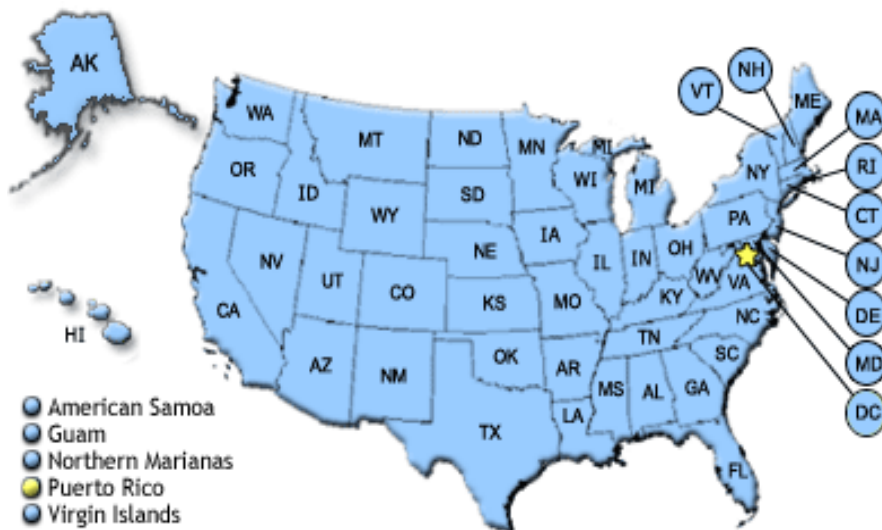 AK
VT
NH
WA
MT
ND
MN
MI
ME
MA
OR
ID
SD
WI
MI
NY
RI
WY
CT
NV
UT
NE
IA
PA
NJ
CA
CO
KS
MO
IL
IN
OH
WV
VA
DE
KY
HI
AZ
NM
OK
AR
TN
NC
MD
TX
LA
MS
AL
GA
SC
DC
FL
American Samoa
Guam
Northern Marianas
Puerto Rico
Virgin Islands